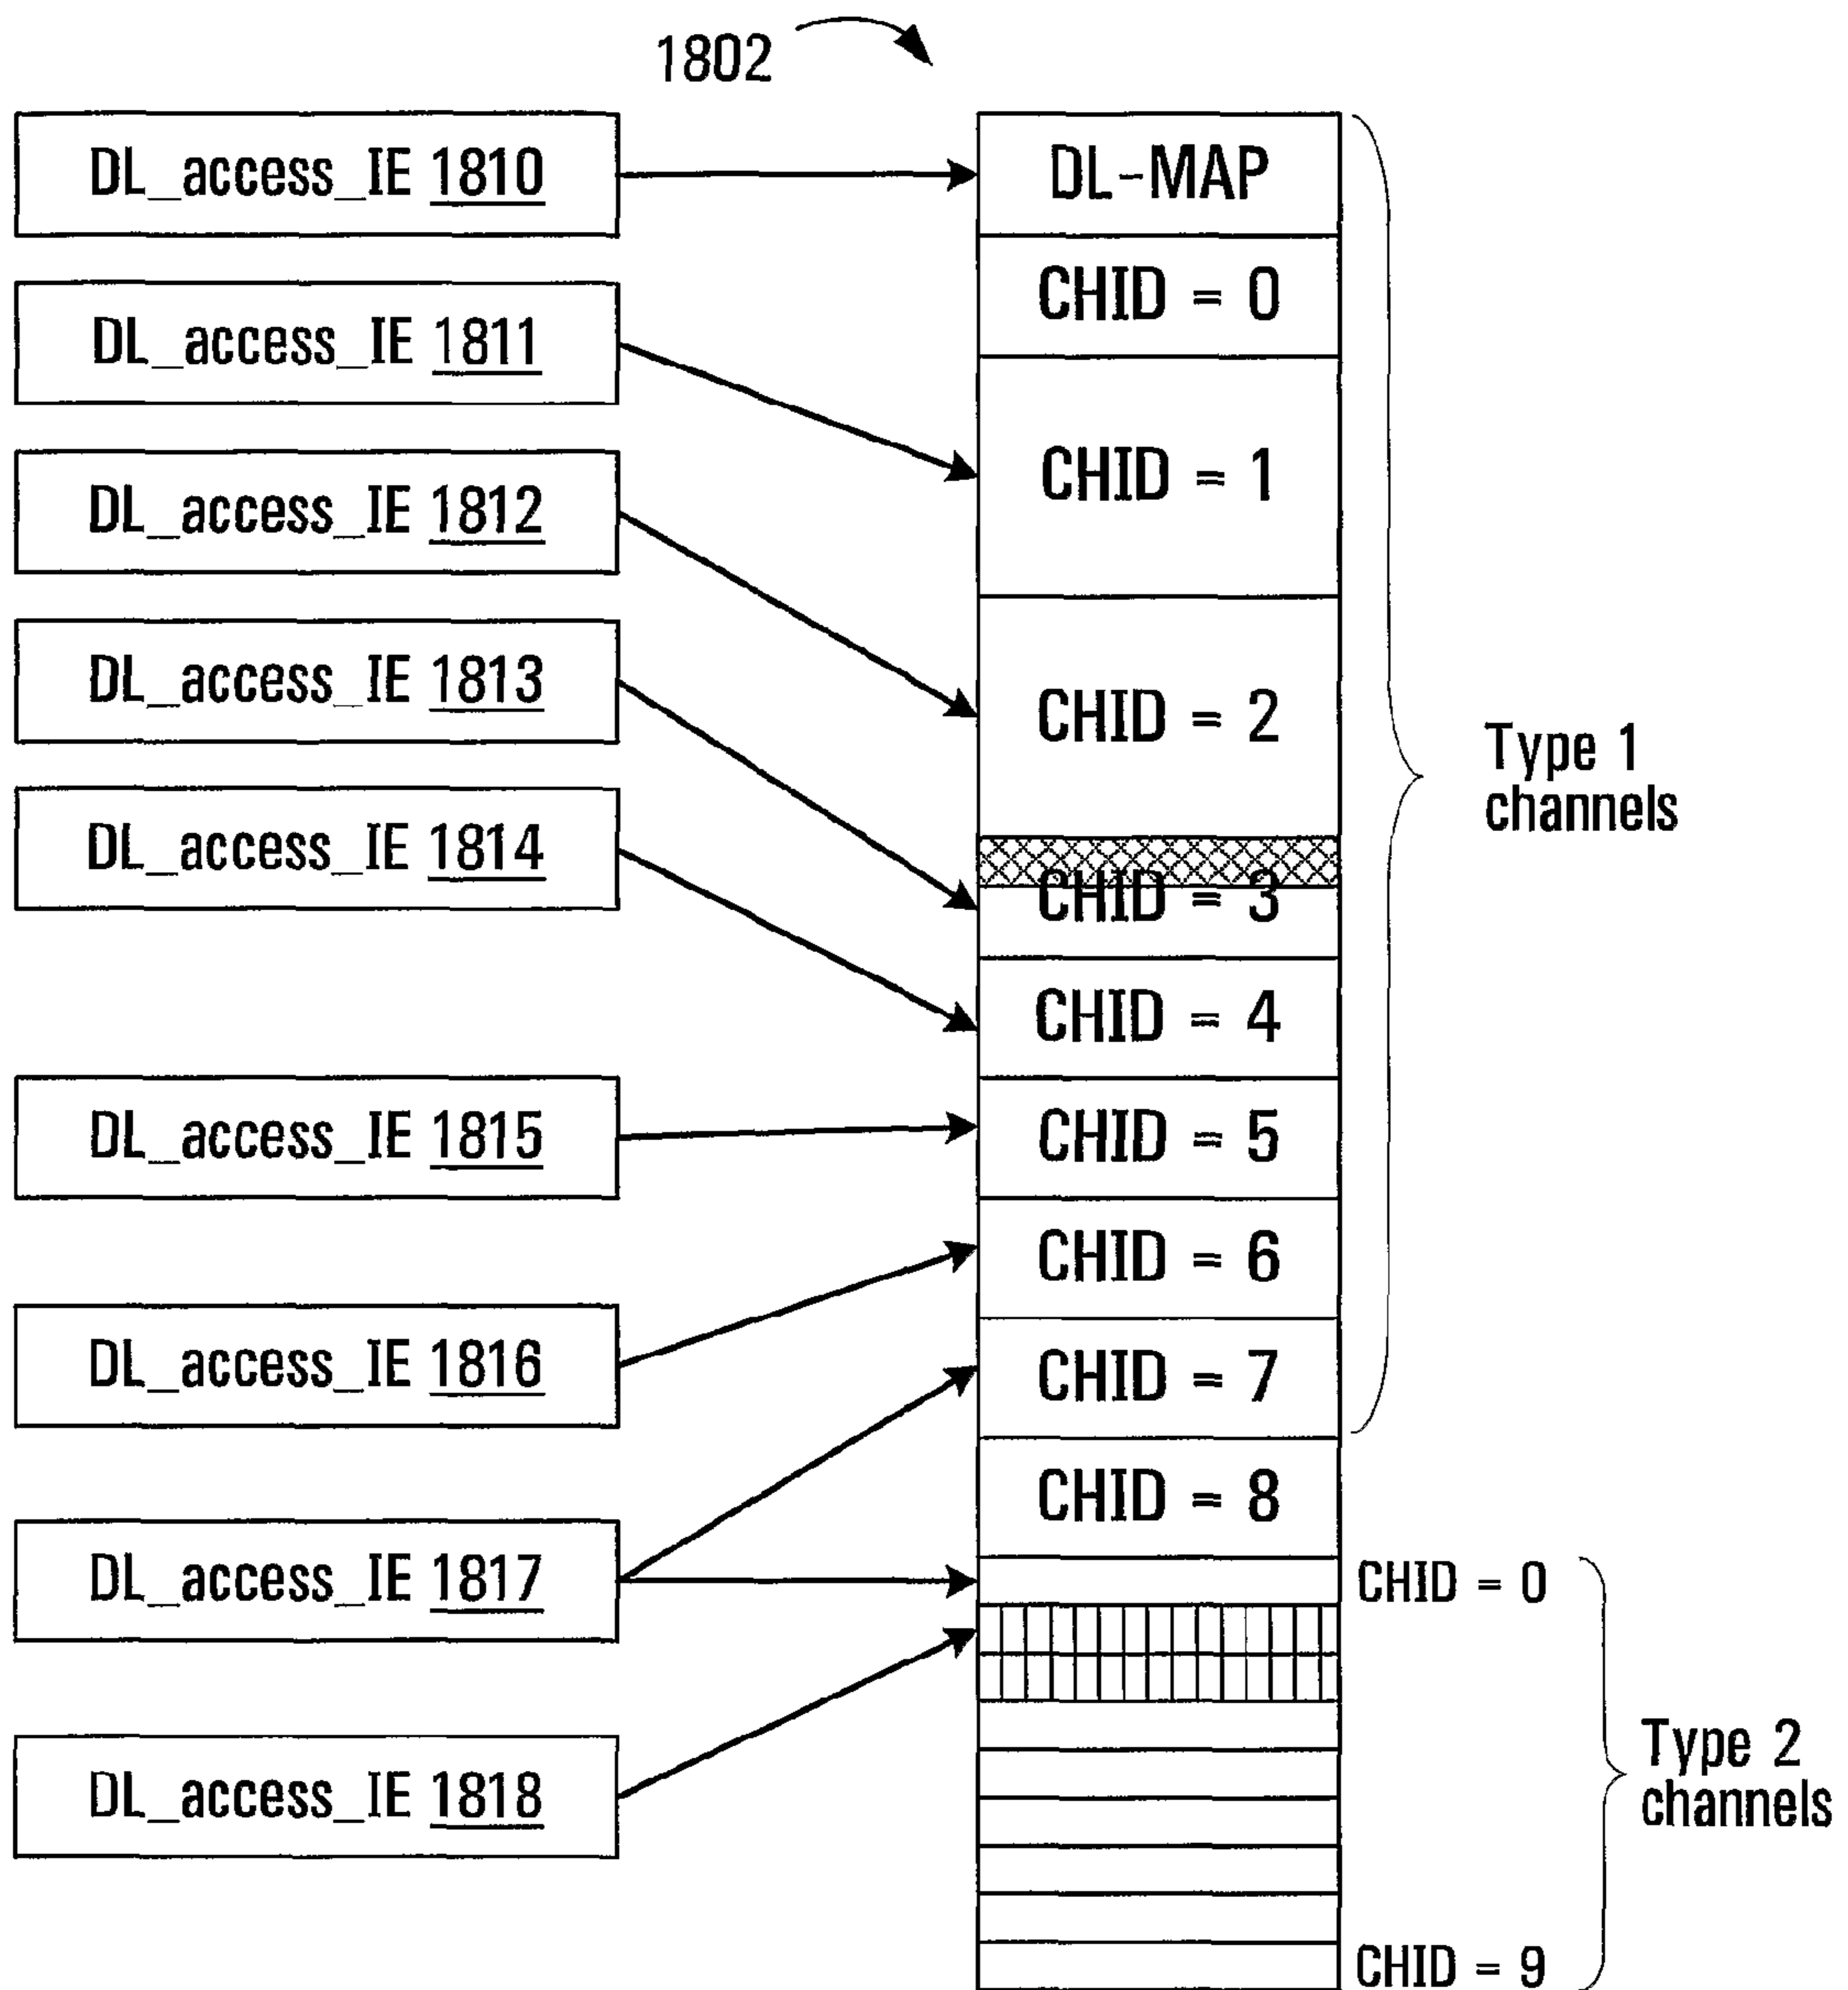 1802
DL_access_IE 1810
DL_access_IE 1811
DL_access_IE 1812
DL_access_IE 1813
DL_access_IE 1814
DL_access_IE 1815
DL_access_IE 1816
DL_access_IE 1817
DL_access_IE 1818
DL-MAP
CHID = 0
CHID = 1
CHID = 2
CHID = 3
CHID = 4
CHID = 5
CHID = 6
CHID = 7
CHID = 8
CHID = 0
CHID = 9
Type 1
channels
Type 2
channels